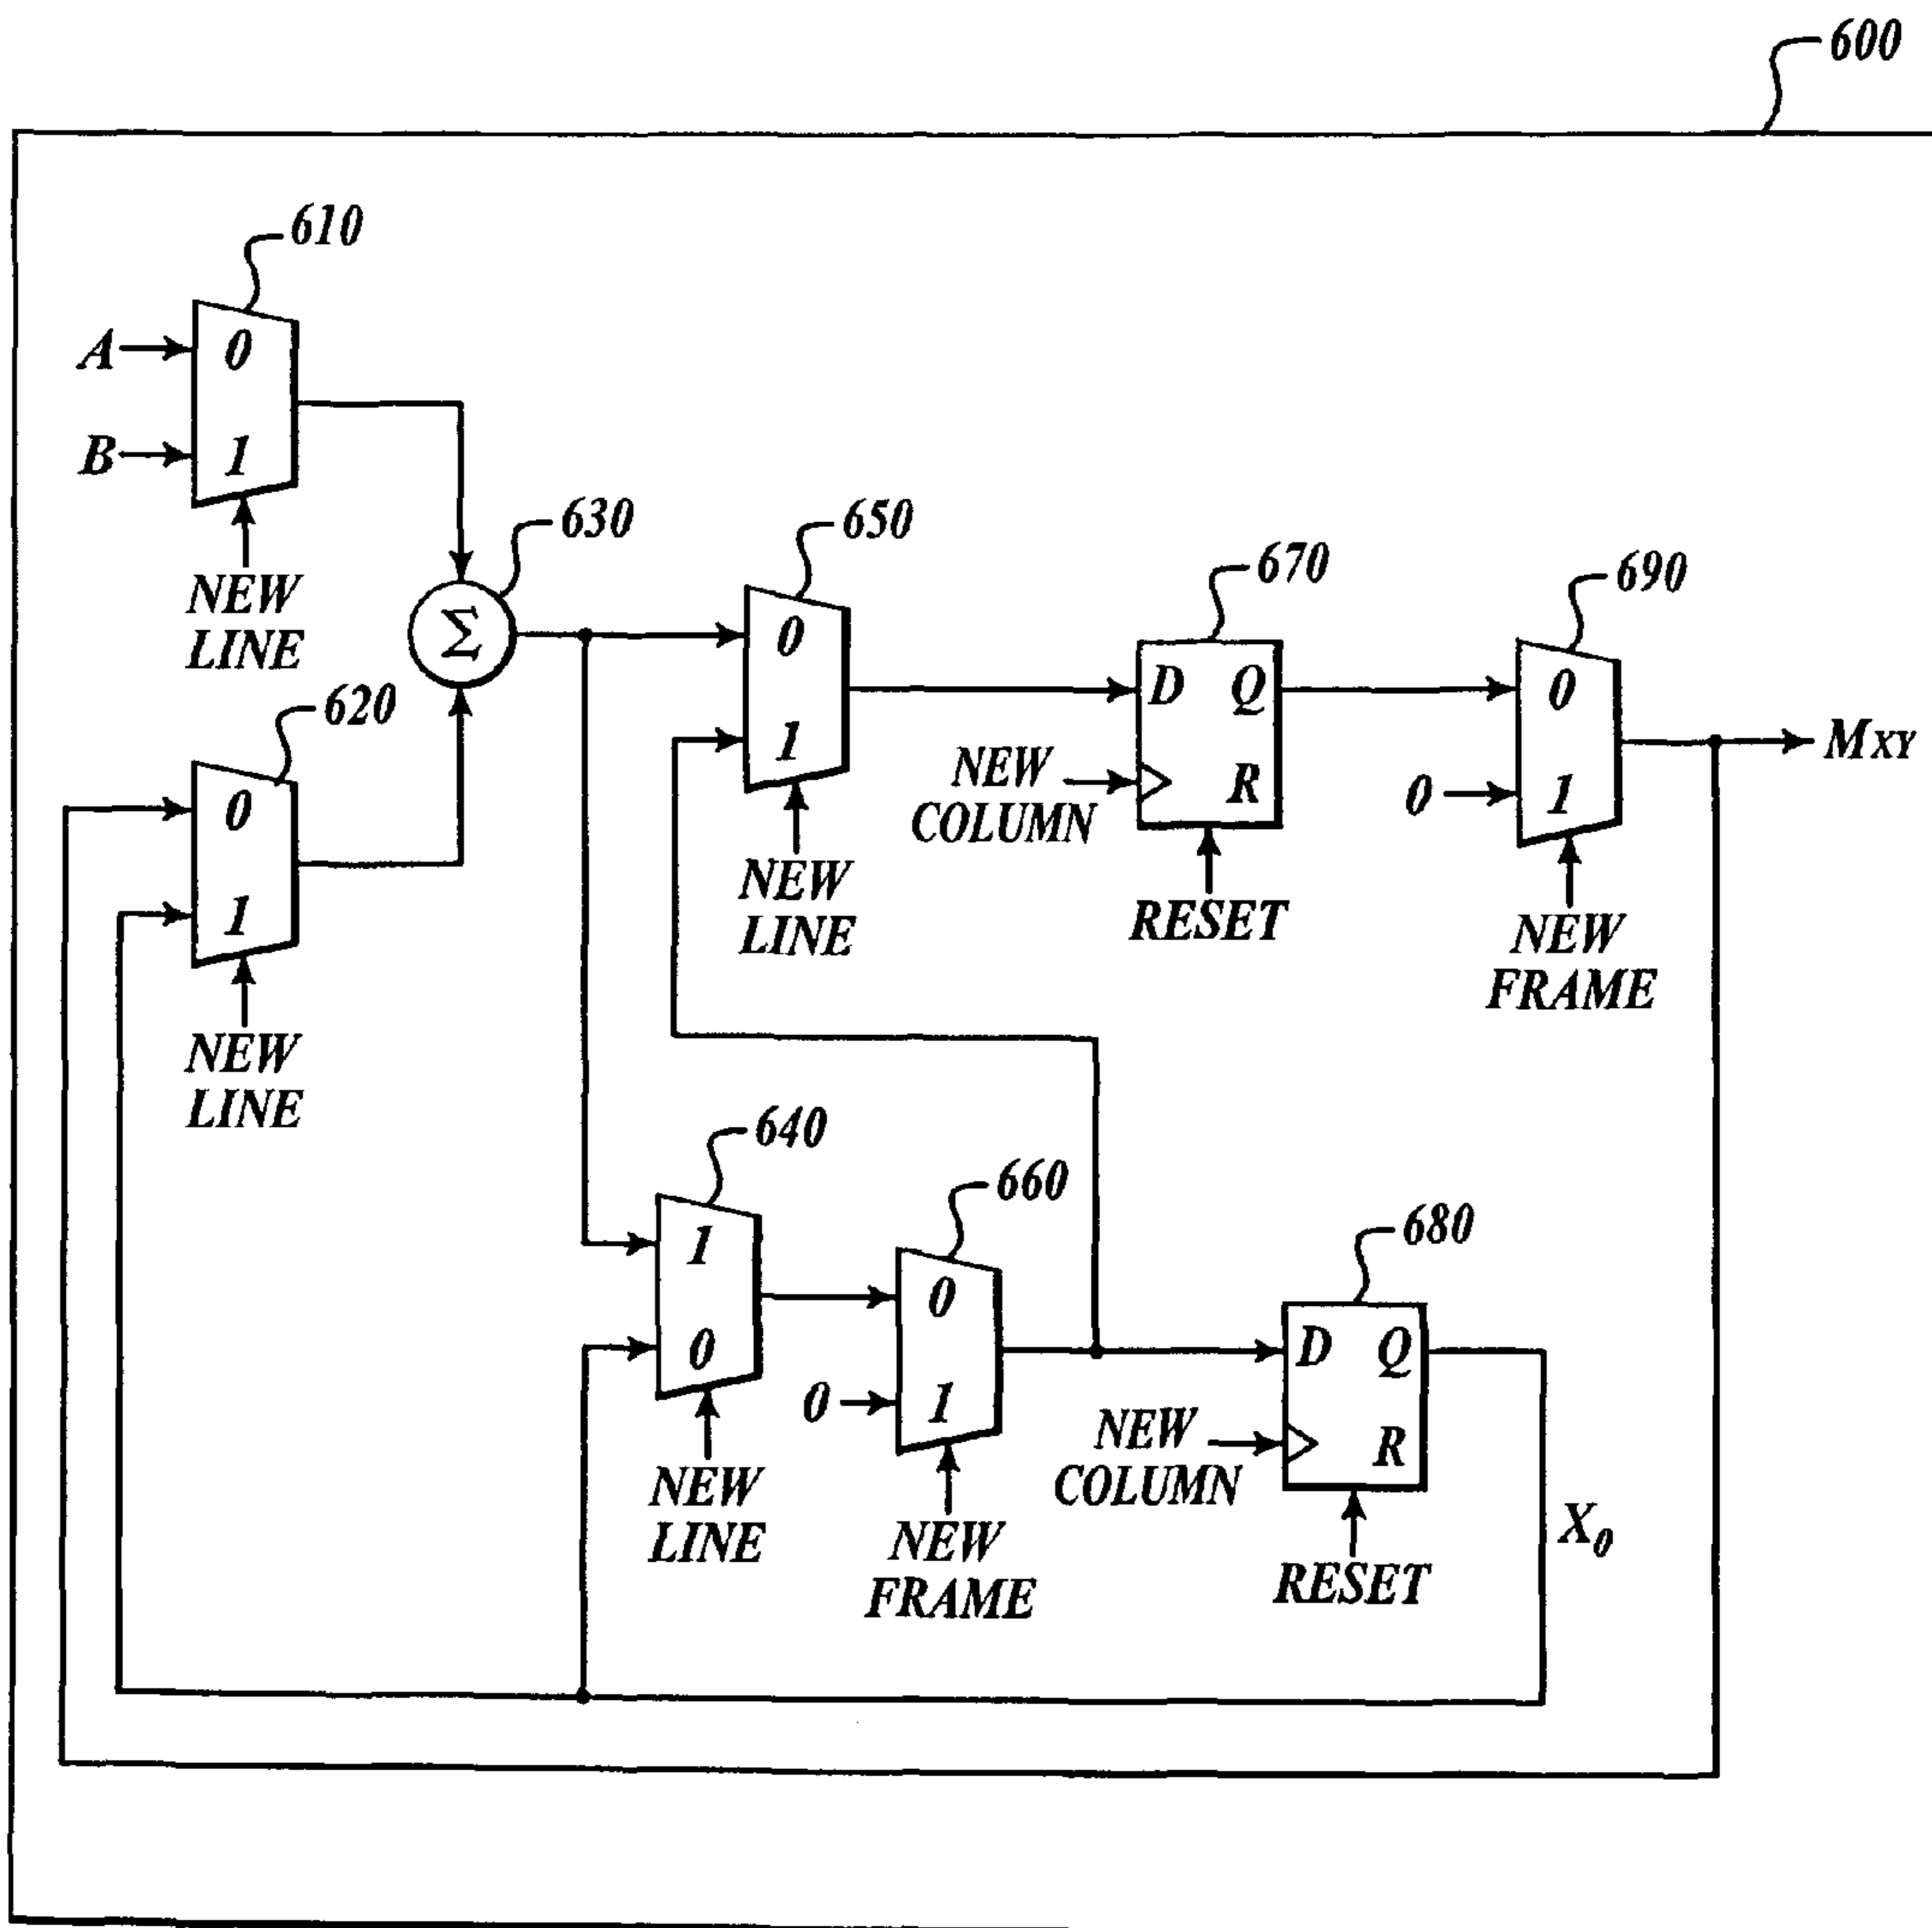 600
610
A
0
B
1
NEW
LINE
630
Σ
620
0
1
NEW
LINE
650
0
1
NEW
LINE
670
D Q
R
NEW
COLUMN
RESET
690
0
0
1
NEW
FRAME
MXY
640
1
0
NEW
LINE
660
0
0
1
NEW
FRAME
680
D Q
R
NEW
COLUMN
RESET
X0